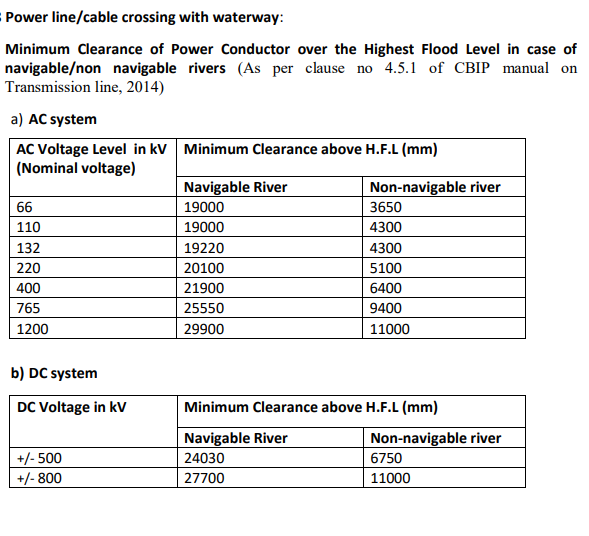 Power line/cable crossing with waterway:
Minimum Clearance of Power Conductor over the Highest Flood Level in case of
navigable/non navigable rivers (As per clause no 4.5.1 of CBIP manual on
Transmission line, 2014)
a) AC system
AC Voltage Level in kV Minimum Clearance above H.F.L (mm)
(Nominal voltage)
Navigable River Non-navigable river
66 19000 3650
110 19000 4300
132 19220 4300
220 20100 5100
400 21900 6400
765 25550 9400
1200 29900 11000
b) DC system
DC Voltage in kV Minimum Clearance above H.F.L (mm)
Navigable River Non-navigable river
+/- 500 24030 6750
+/- 800 27700 11000